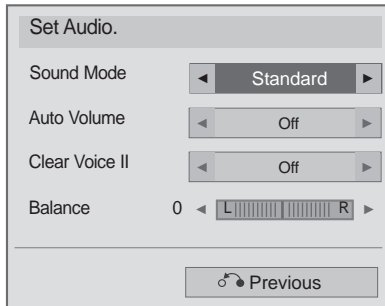 Set Audio.
Sound Mode ◄ Standard ►
Auto Volume ◄ Off ►
Clear Voice II ◄ Off ►
Balance 0 ◄ L R ►
Previous